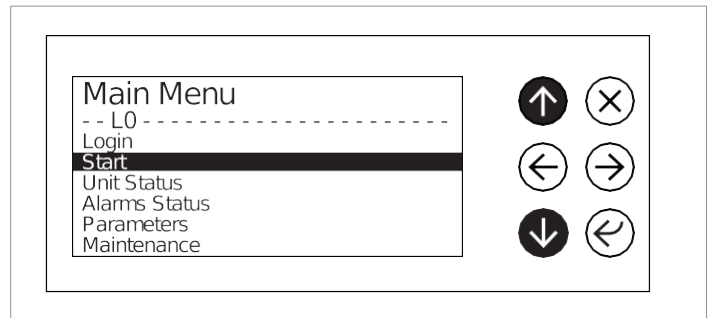 Main Menu
- - L0 - - - - - - - - - - - - - - - - - - - - - -
Login
Start
Unit Status
Alarms Status
Parameters
Maintenance